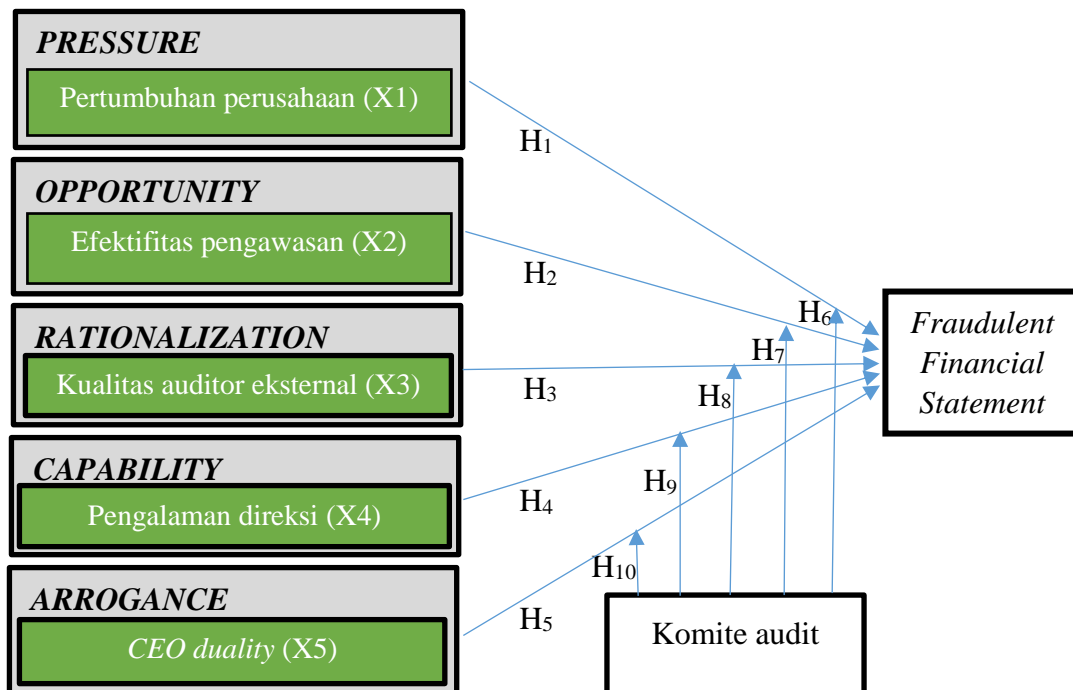 PRESSURE
Pertumbuhan perusahaan (X1)
H1
OPPORTUNITY
Efektifitas pengawasan (X2)
H2
RATIONALIZATION
Kualitas auditor eksternal (X3)
H3
CAPABILITY
Pengalaman direksi (X4)
H4
ARROGANCE
CEO duality (X5)
H5
H6
H7
H8
H9
H10
Fraudulent
Financial
Statement
Komite audit